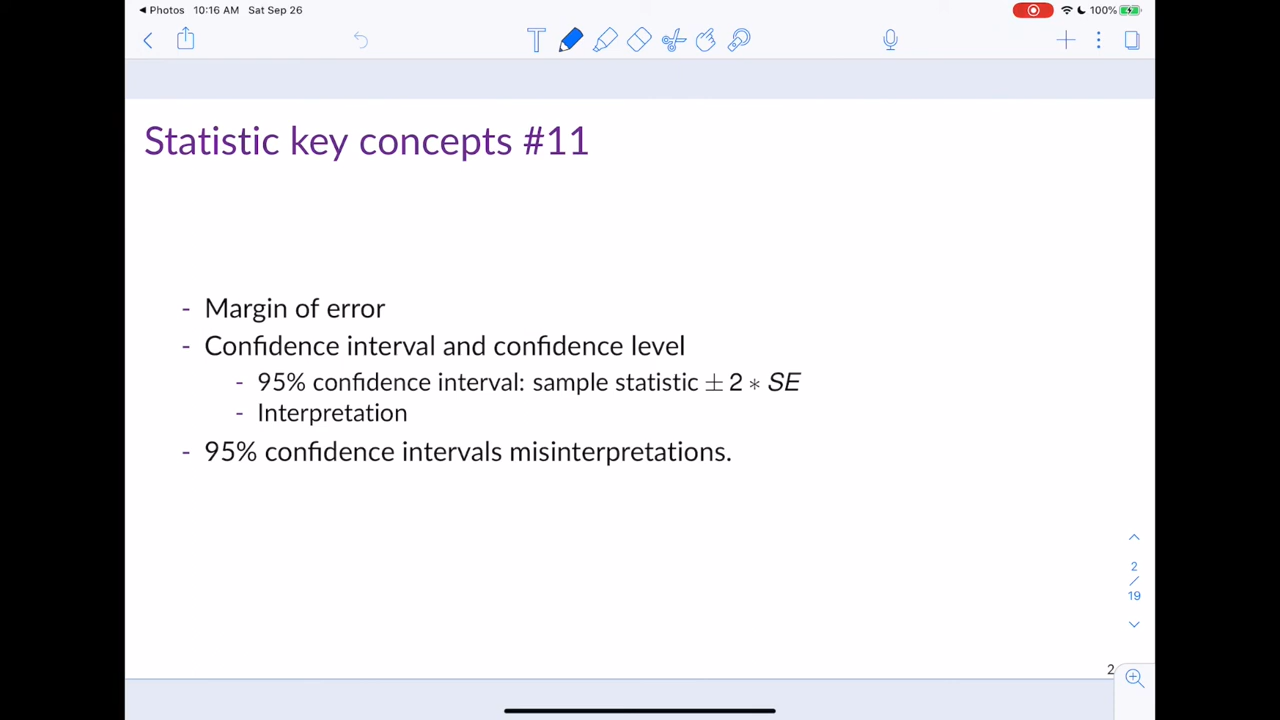 Photos 10:16 AM Sat Sep 26 100%
Statistic key concepts #11
- Margin of error
- Confidence interval and confidence level
- 95% confidence interval: sample statistic ± 2 ∗ SE
- Interpretation
- 95% confidence intervals misinterpretations.
2
/
19
2